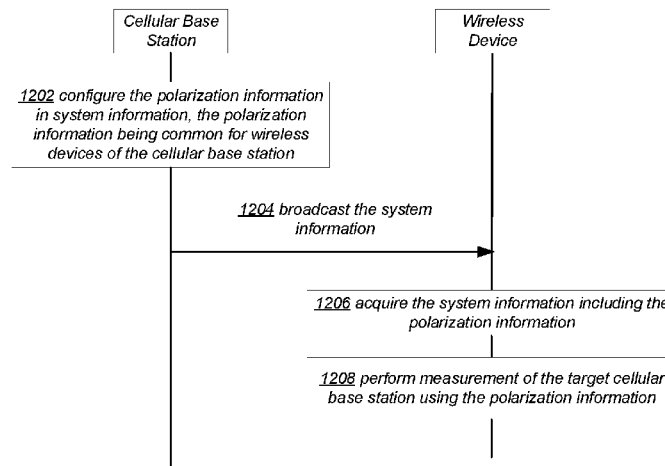 Cellular Base
Station
Wireless
Device
1202 configure the polarization information
in system information, the polarization
information being common for wireless
devices of the cellular base station
1204 broadcast the system
information
1206 acquire the system information including the
polarization information
1208 perform measurement of the target cellular
base station using the polarization information